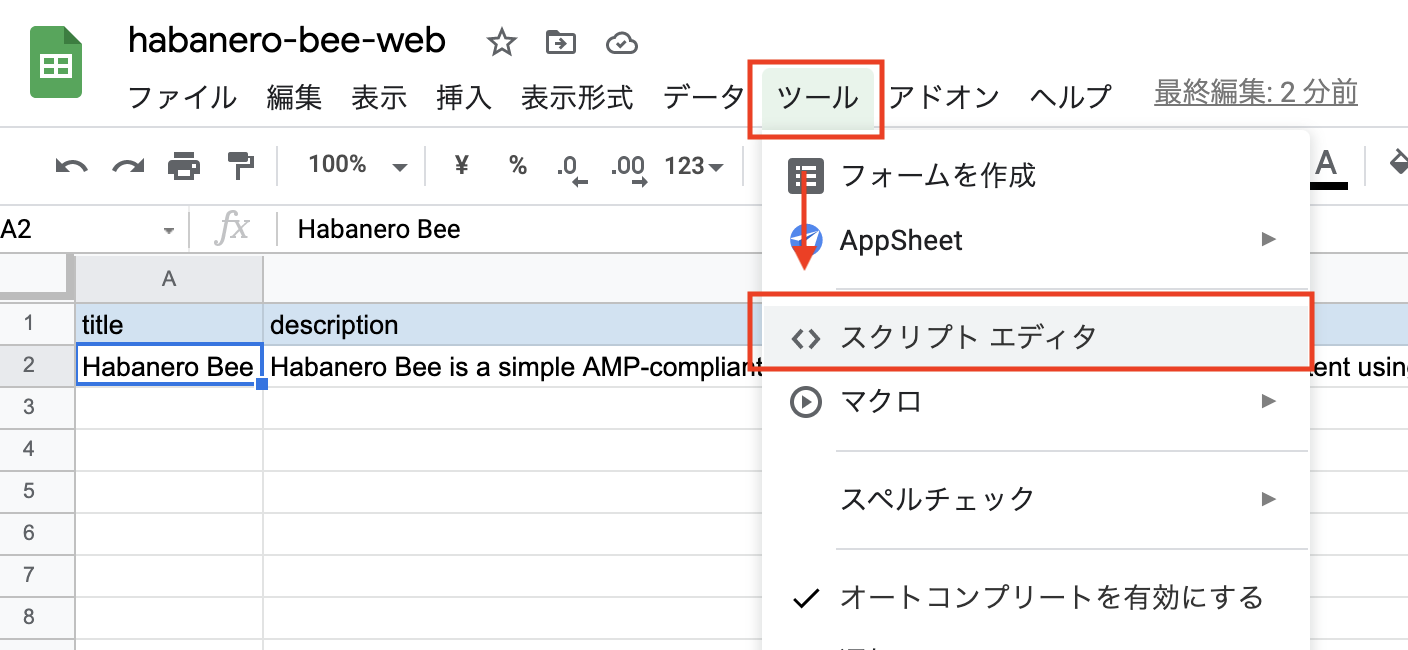 habanero-bee-web
ファイル 編集 表示 挿入 表示形式 データ ツール アドオン ヘルプ 最終編集: 2 分前
100% ¥ % .0 .00 123 A
A2 fx Habanero Bee
A
1 title description
2 Habanero Bee Habanero Bee is a simple AMP-compliant
3
4
5
6
7
8
フォームを作成
AppSheet
スクリプト エディタ
マクロ
スペルチェック
オートコンプリートを有効にする